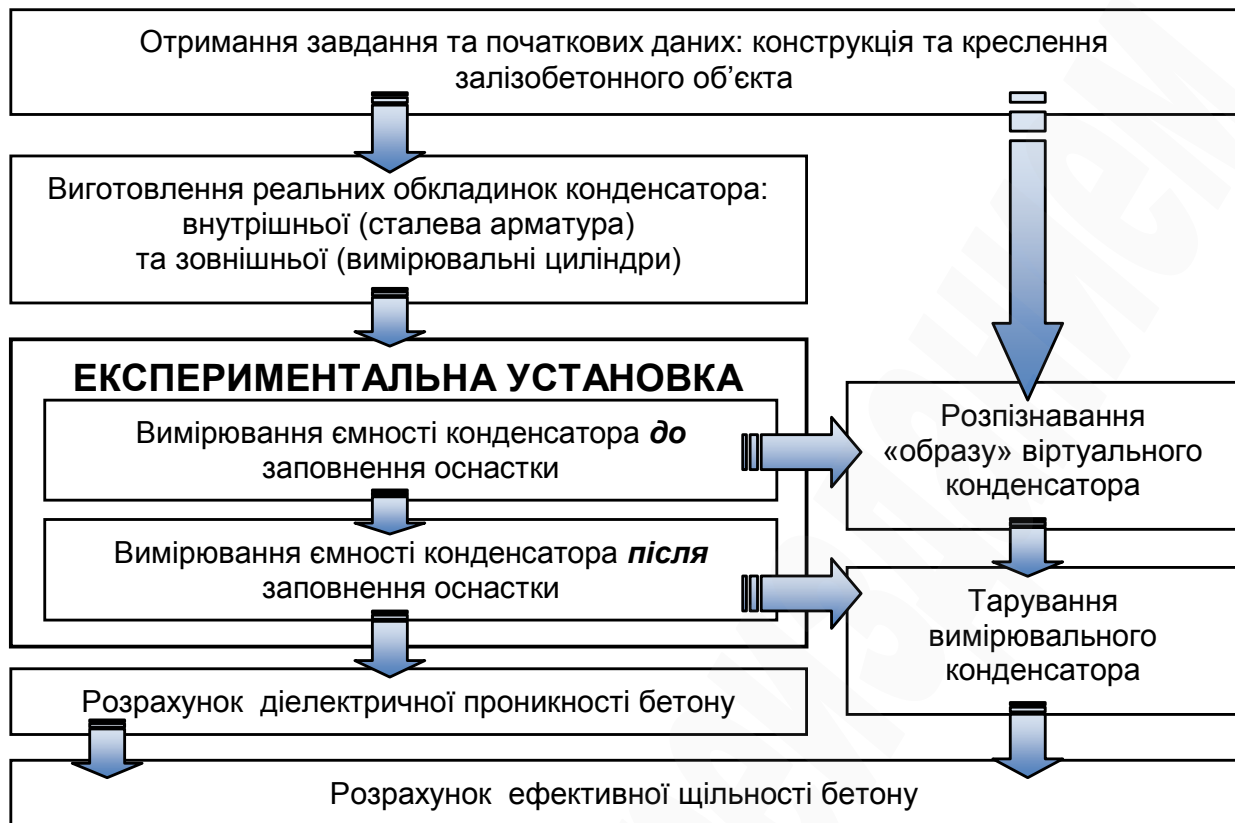 Отримання завдання та початкових даних: конструкція та креслення
залізобетонного об’єкта
Виготовлення реальних обкладинок конденсатора:
внутрішньої (сталева арматура)
та зовнішньої (вимірювальні циліндри)
ЕКСПЕРИМЕНТАЛЬНА УСТАНОВКА
Вимірювання ємності конденсатора до
заповнення оснастки
Вимірювання ємності конденсатора після
заповнення оснастки
Розпізнавання
«образу» віртуального
конденсатора
Тарування
вимірювального
конденсатора
Розрахунок діелектричної проникності бетону
Розрахунок ефективної щільності бетону